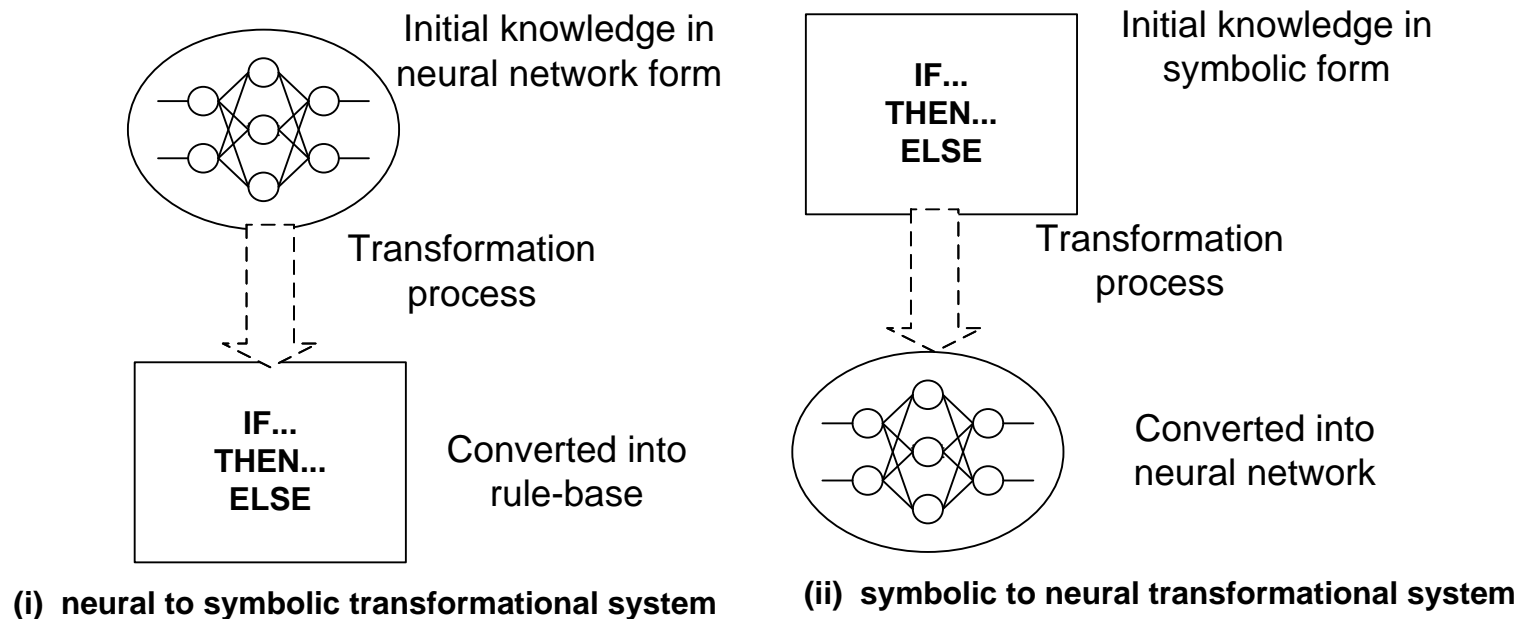 Initial knowledge in
neural network form
Transformation
process
IF...
THEN...
ELSE
Converted into
rule-base
(i) neural to symbolic transformational system
IF...
THEN...
ELSE
Initial knowledge in
symbolic form
Transformation
process
Converted into
neural network
(ii) symbolic to neural transformational system